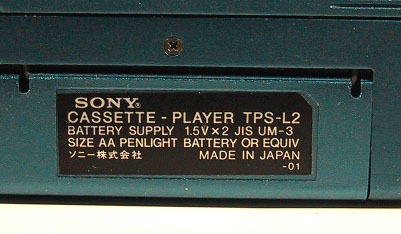 SONY®
CASSETTE-PLAYER TPS-L2
BATTERY SUPPLY 1.5V×2 JIS UM-3
SIZE AA PENLIGHT BATTERY OR EQUIV
ソニー株式会社 MADE IN JAPAN
-01